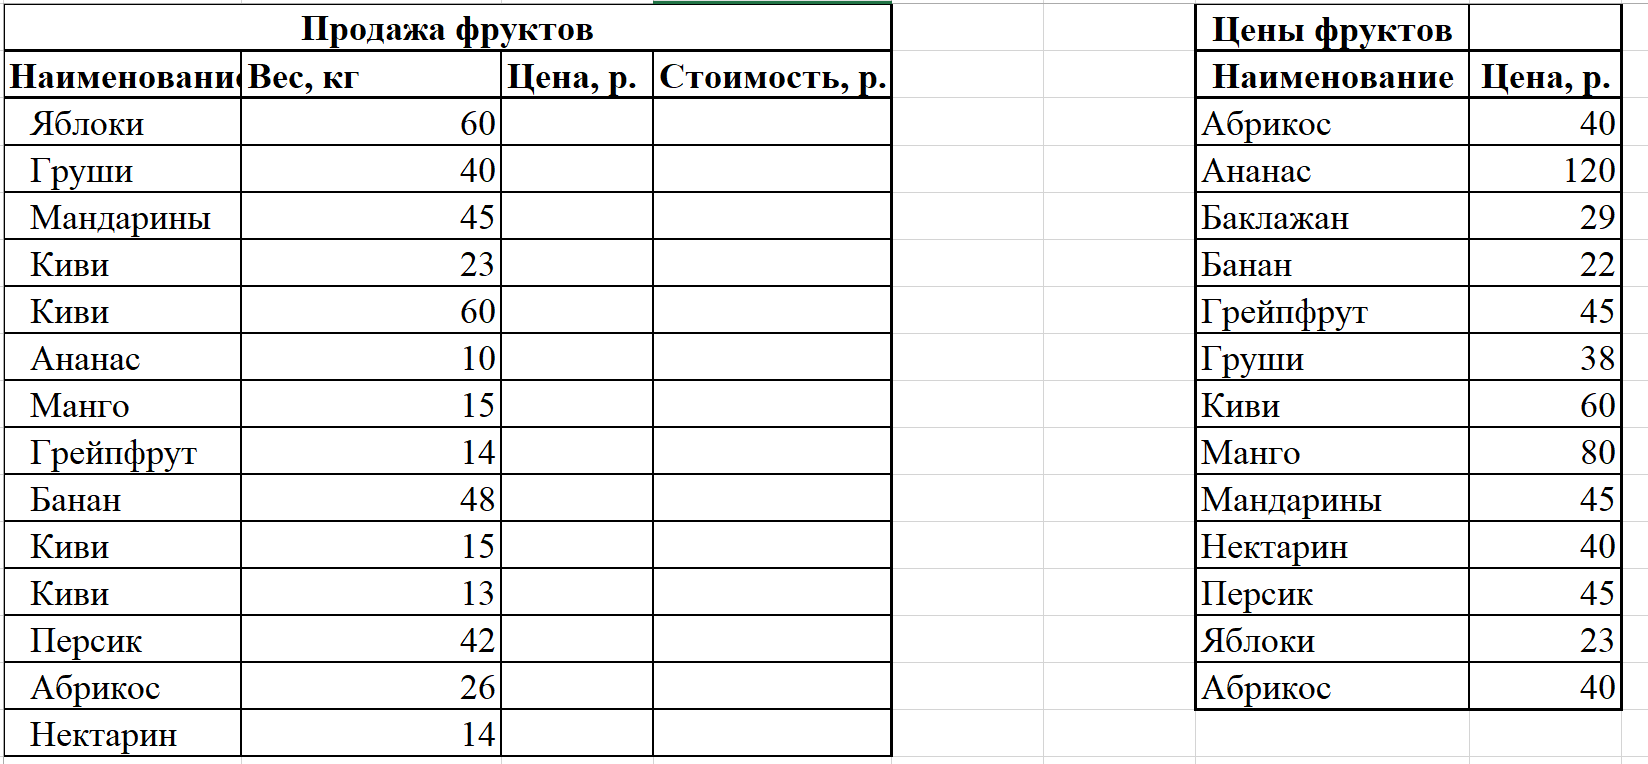 Продажа фруктов
Наименование Вес, кг Цена, р. Стоимость, р.
Яблоки 60
Груши 40
Мандарины 45
Киви 23
Киви 60
Ананас 10
Манго 15
Грейпфрут 14
Банан 48
Киви 15
Киви 13
Персик 42
Абрикос 26
Нектарин 14
Цены фруктов
Наименование Цена, р.
Абрикос 40
Ананас 120
Баклажан 29
Банан 22
Грейпфрут 45
Груши 38
Киви 60
Манго 80
Мандарины 45
Нектарин 40
Персик 45
Яблоки 23
Абрикос 40